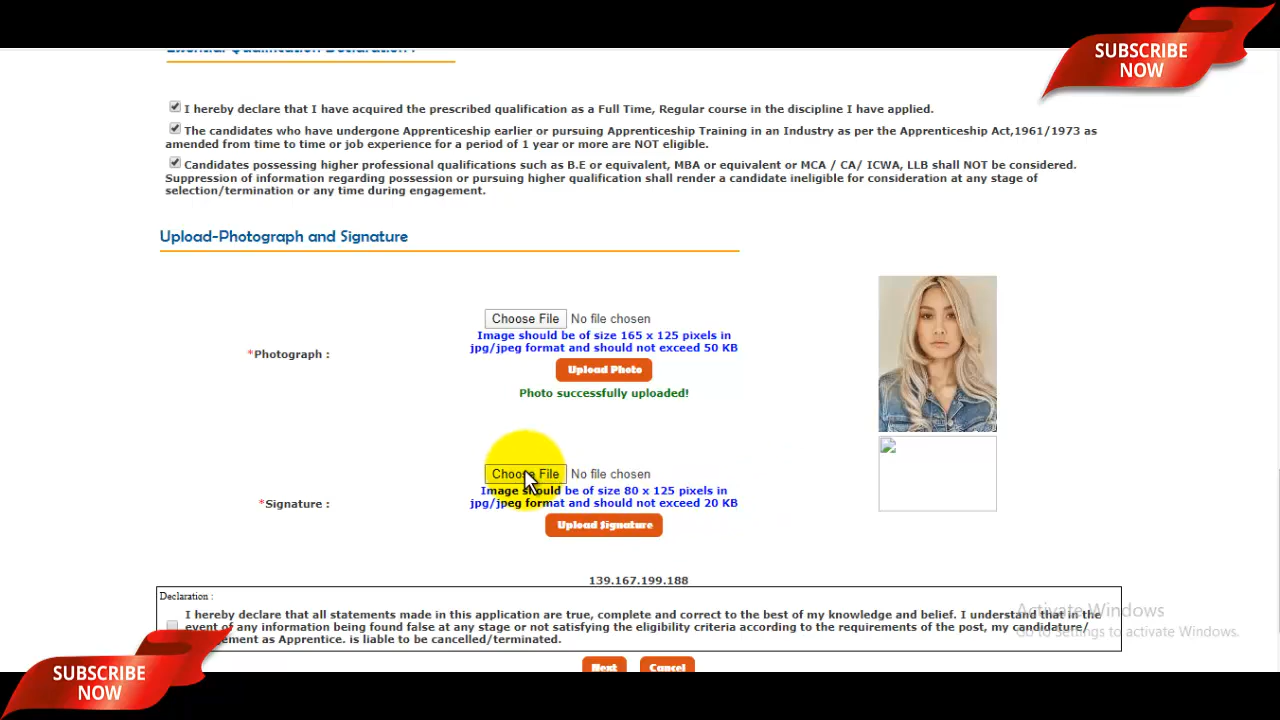 SUBSCRIBE
NOW
Essential Qualification Declaration :
I hereby declare that I have acquired the prescribed qualification as a Full Time, Regular course in the discipline I have applied.
The candidates who have undergone Apprenticeship earlier or pursuing Apprenticeship Training in an Industry as per the Apprenticeship Act,1961/1973 as
amended from time to time or job experience for a period of 1 year or more are NOT eligible.
Candidates possessing higher professional qualifications such as B.E or equivalent, MBA or equivalent or MCA / CA/ ICWA, LLB shall NOT be considered.
Suppression of information regarding possession or pursuing higher qualification shall render a candidate ineligible for consideration at any stage of
selection/termination or any time during engagement.
Upload-Photograph and Signature
Choose File No file chosen
Image should be of size 165 x 125 pixels in
jpg/jpeg format and should not exceed 50 KB
*Photograph :
Upload Photo
Photo successfully uploaded!
Choose File No file chosen
Image should be of size 80 x 125 pixels in
jpg/jpeg format and should not exceed 20 KB
*Signature :
Upload Signature
139.167.199.188
Declaration :
I hereby declare that all statements made in this application are true, complete and correct to the best of my knowledge and belief. I understand that in the
event of any information being found false at any stage or not satisfying the eligibility criteria according to the requirements of the post, my candidature/
as Apprentice. is liable to be cancelled/terminated.
Activate Windows
Go to Settings to activate Windows.
Next Cancel
SUBSCRIBE
NOW